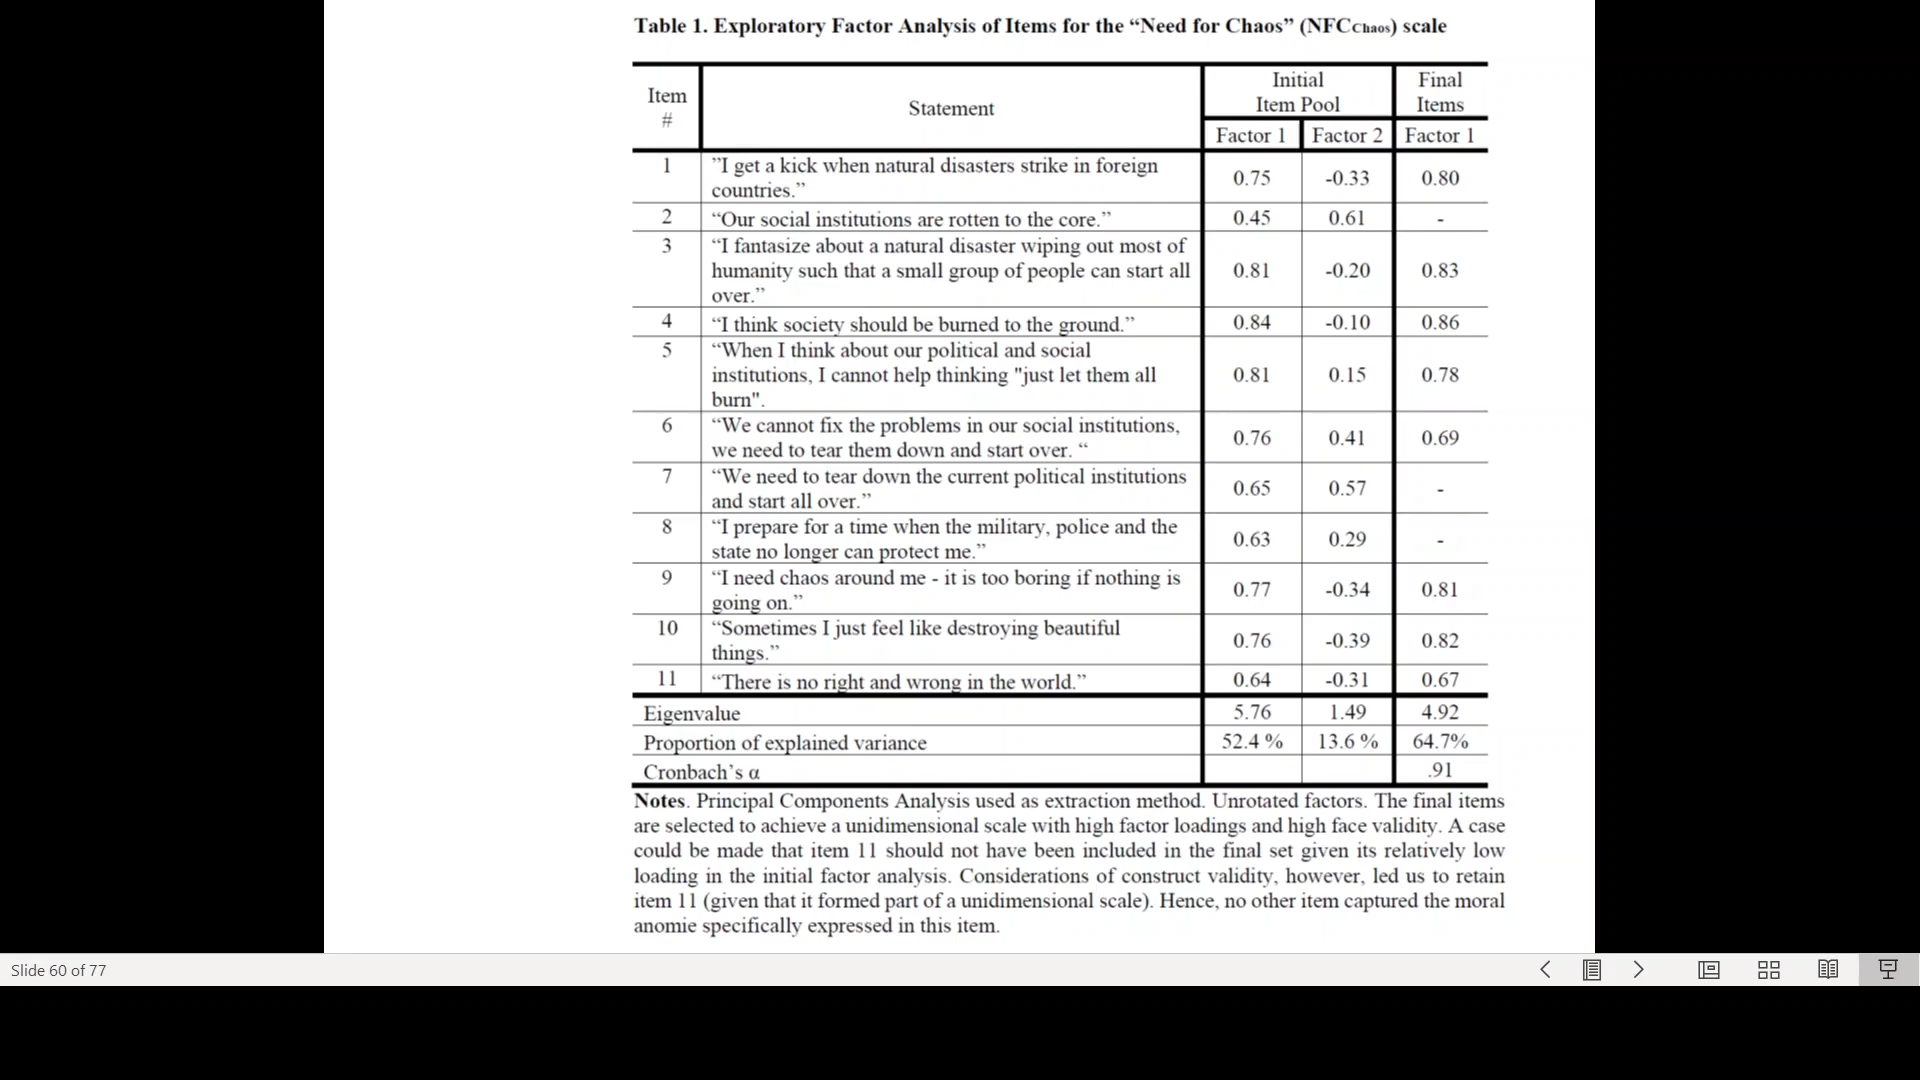 Table 1. Exploratory Factor Analysis of Items for the “Need for Chaos” (NFCChaos) scale
Item
#
Statement
Initial
Item Pool
Final
Items
Factor 1
Factor 2
Factor 1
1
”I get a kick when natural disasters strike in foreign
countries.”
0.75
-0.33
0.80
2
“Our social institutions are rotten to the core.”
0.45
0.61
-
3
“I fantasize about a natural disaster wiping out most of
humanity such that a small group of people can start all
over.”
0.81
-0.20
0.83
4
“I think society should be burned to the ground.”
0.84
-0.10
0.86
5
“When I think about our political and social
institutions, I cannot help thinking "just let them all
burn".
0.81
0.15
0.78
6
“We cannot fix the problems in our social institutions,
we need to tear them down and start over. “
0.76
0.41
0.69
7
“We need to tear down the current political institutions
and start all over.”
0.65
0.57
-
8
“I prepare for a time when the military, police and the
state no longer can protect me.”
0.63
0.29
-
9
“I need chaos around me - it is too boring if nothing is
going on.”
0.77
-0.34
0.81
10
“Sometimes I just feel like destroying beautiful
things.”
0.76
-0.39
0.82
11
“There is no right and wrong in the world.”
0.64
-0.31
0.67
Eigenvalue
5.76
1.49
4.92
Proportion of explained variance
52.4 %
13.6 %
64.7%
Cronbach’s α
.91
Notes. Principal Components Analysis used as extraction method. Unrotated factors. The final items
are selected to achieve a unidimensional scale with high factor loadings and high face validity. A case
could be made that item 11 should not have been included in the final set given its relatively low
loading in the initial factor analysis. Considerations of construct validity, however, led us to retain
item 11 (given that it formed part of a unidimensional scale). Hence, no other item captured the moral
anomie specifically expressed in this item.
Slide 60 of 77